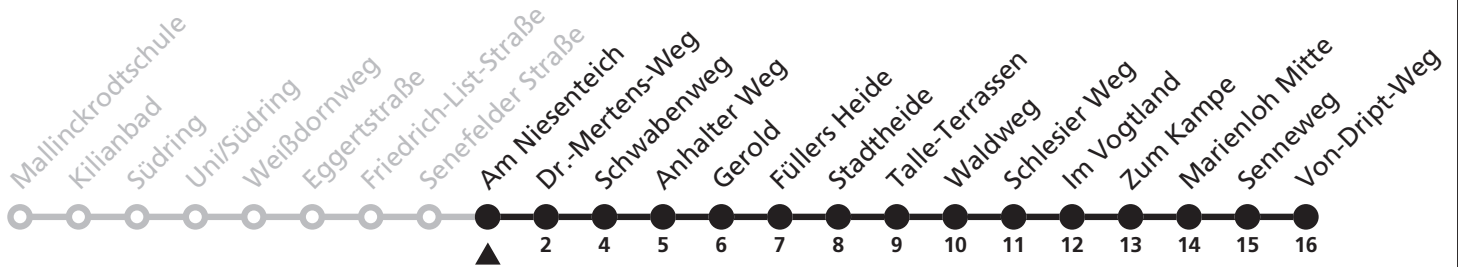 Mallinckrodtschule
Kilianbad
Südring
Uni/Südring
Weißdornweg
Eggertstraße
Friedrich-List-Straße
Senefelder Straße
Am Niesenteich
Dr.-Mertens-Weg
Schwabenweg
Anhalter Weg
Gerold
Füllers Heide
Stadtheide
Talle-Terrassen
Waldweg
Schlesier Weg
Im Vogtland
Zum Kampe
Marienloh Mitte
Senneweg
Von-Dript-Weg
2 4 5 6 7 8 9 10 11 12 13 14 15 16